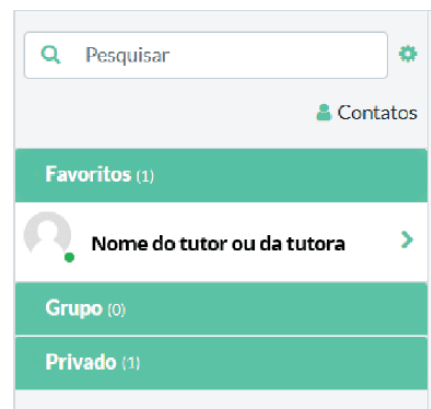 Pesquisar
Contatos
Favoritos (1)
Nome do tutor ou da tutora
Grupo (0)
Privado (1)